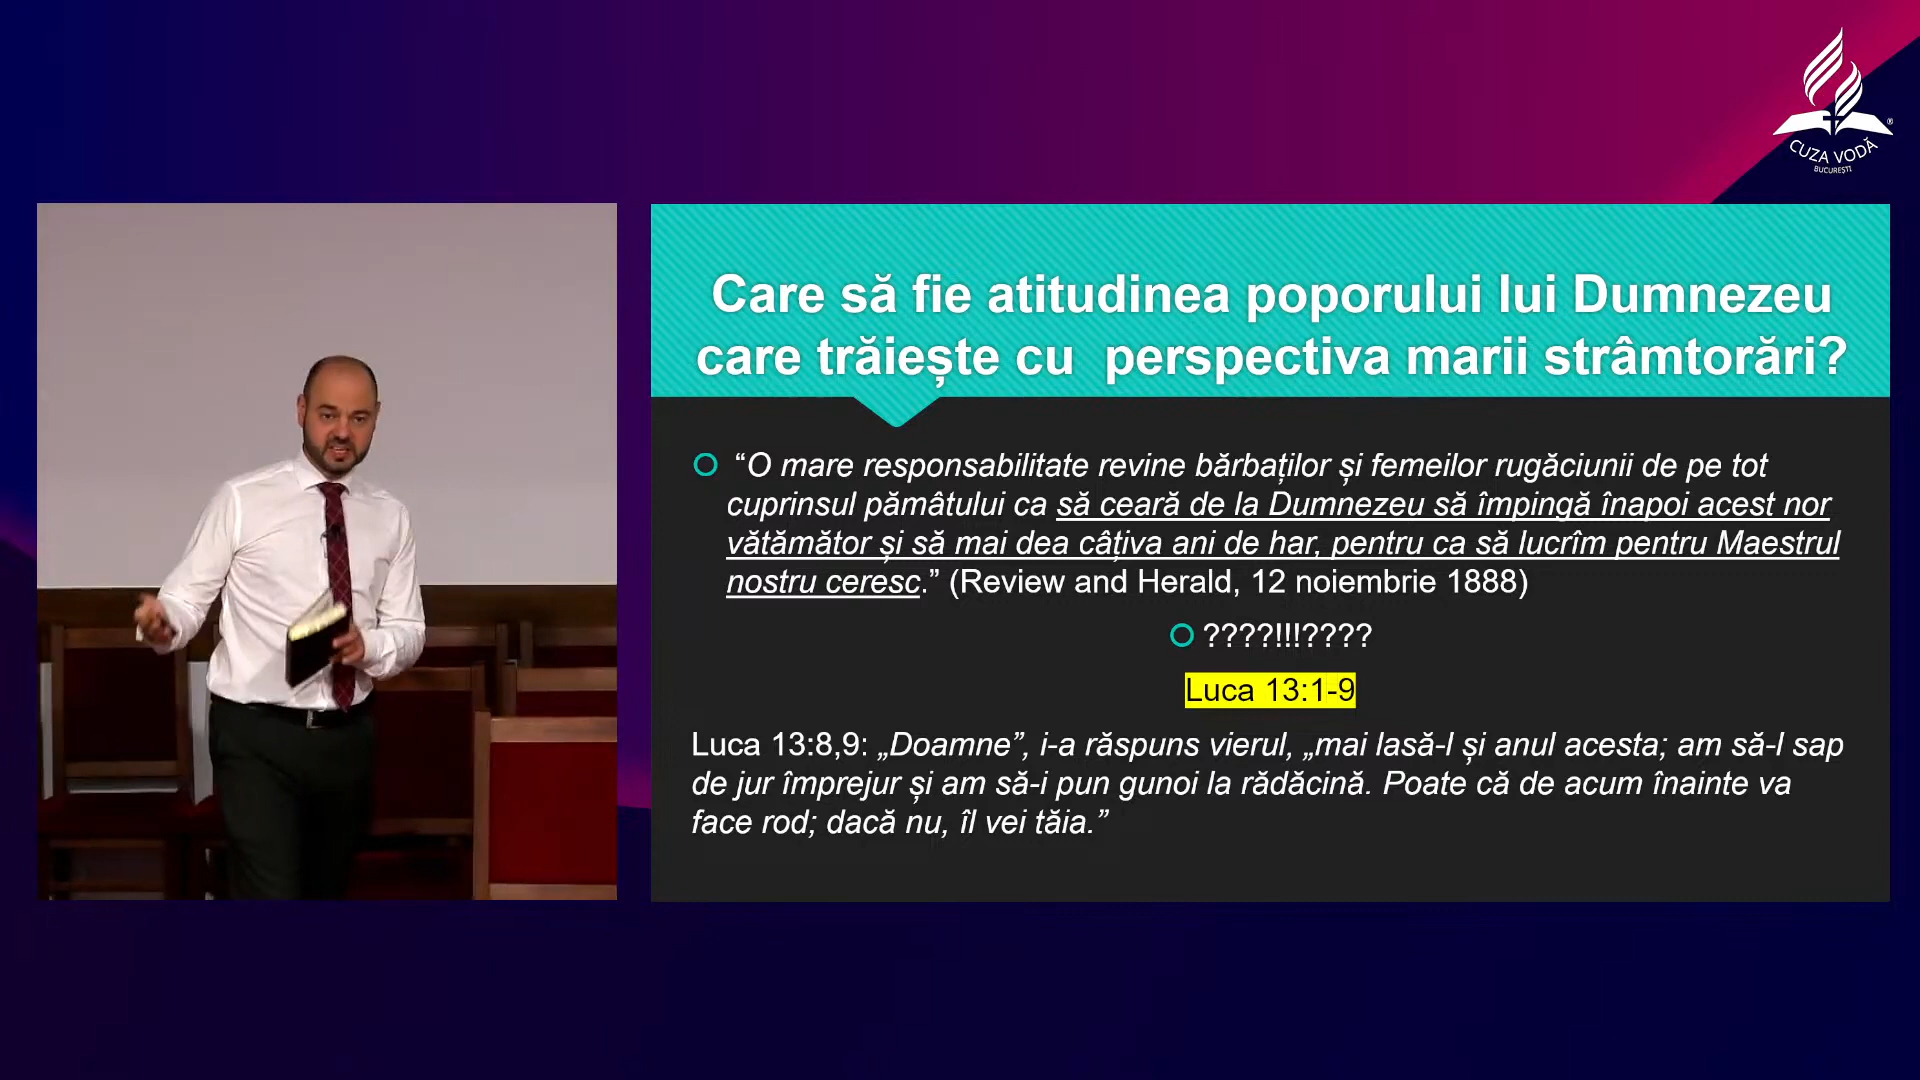 CUZA VODĂ
BUCUREȘTI
Care să fie atitudinea poporului lui Dumnezeu
care trăiește cu perspectiva marii strâmtorări?
“O mare responsabilitate revine bărbaților și femeilor rugăciunii de pe tot
cuprinsul pământului ca să ceară de la Dumnezeu să împingă înapoi acest nor
vătămător și să mai dea câțiva ani de har, pentru ca să lucrîm pentru Maestrul
nostru ceresc.” (Review and Herald, 12 noiembrie 1888)
????!!!????
Luca 13:1-9
Luca 13:8,9: „Doamne”, i-a răspuns vierul, „mai lasă-l și anul acesta; am să-l sap
de jur împrejur și am să-i pun gunoi la rădăcină. Poate că de acum înainte va
face rod; dacă nu, îl vei tăia.”